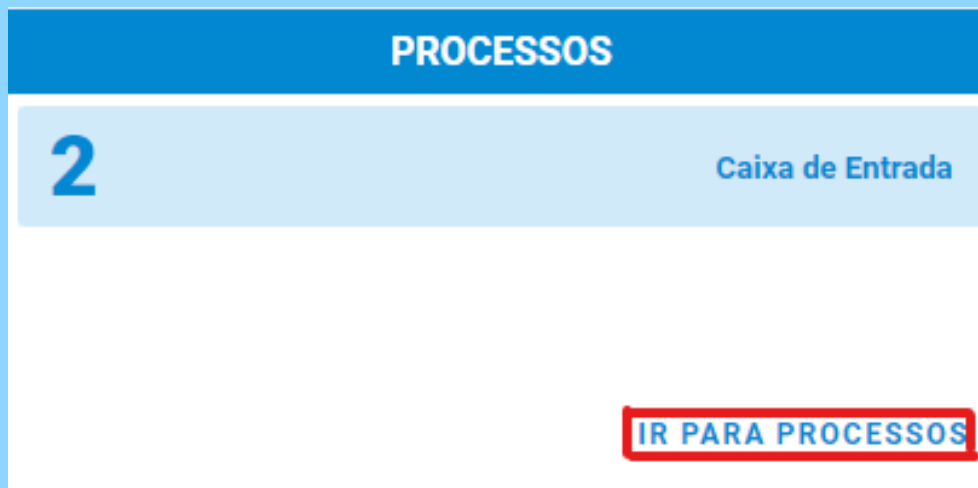 PROCESSOS
2
Caixa de Entrada
IR PARA PROCESSOS